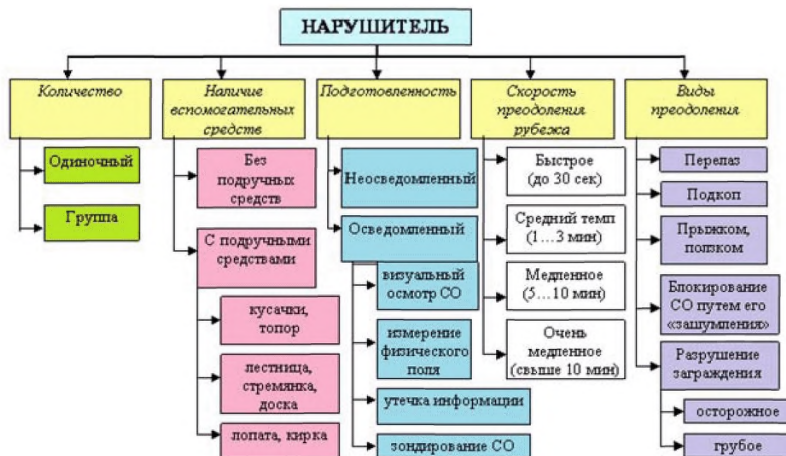 НАРУШИТЕЛЬ
Количество
Одиночный
Группа
Наличие
вспомогательных
средств
Без
подручных
средств
С подручными
средствами
кусачки,
топор
лестница,
стремянка,
доска
лопата, кирка
Подготовленность
Неосведомленный
Осведомленный
визуальный
осмотр СО
измерение
физического
поля
утечка информации
зондирование СО
Скорость
преодоления
рубежа
Быстрое
(до 30 сек)
Средний темп
(1...3 мин)
Медленное
(5...10 мин)
Очень
медленное
(свыше 10 мин)
Виды
преодоления
Перелаз
Подкоп
Прыжком,
ползком
Блокирование
СО путем его
«зашумления»
Разрушение
заграждения
осторожное
грубое